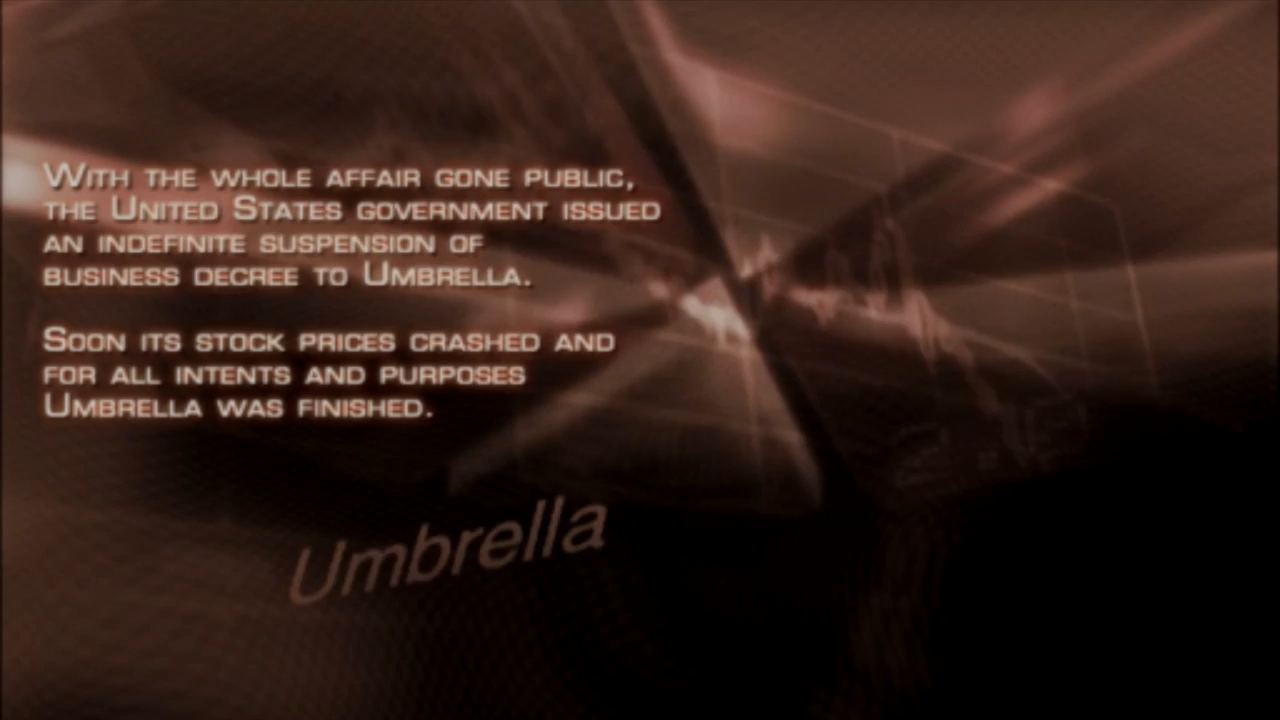 With the whole affair gone public,
the United States government issued
an indefinite suspension of
business decree to Umbrella.
Soon its stock prices crashed and
for all intents and purposes
Umbrella was finished.
Umbrella